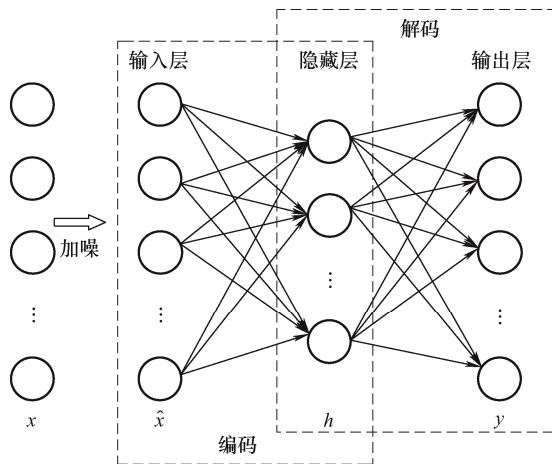 解码
输入层 隐藏层 输出层
加噪
⋮ ⋮ ⋮ ⋮
x x̂ h y
编码